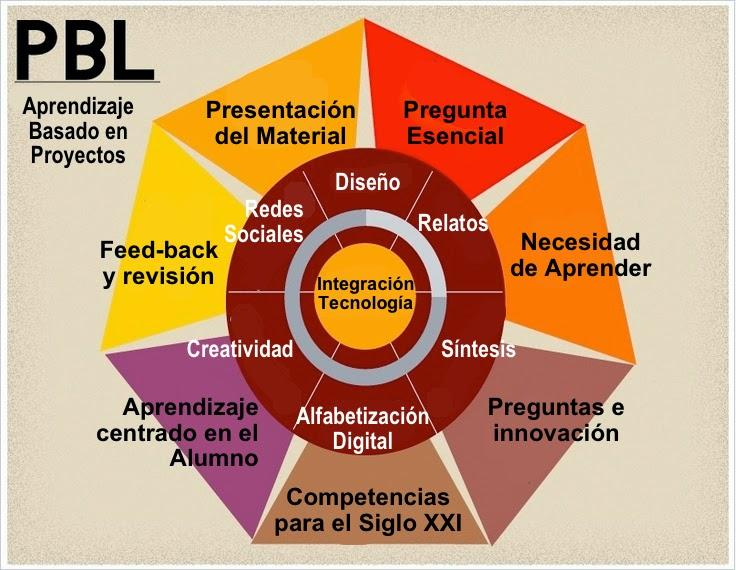 PBL
Aprendizaje
Basado en
Proyectos
Presentación
del Material
Pregunta
Esencial
Necesidad
de Aprender
Preguntas e
innovación
Competencias
para el Siglo XXI
Aprendizaje
centrado en el
Alumno
Feed-back
y revisión
Diseño
Relatos
Síntesis
Alfabetización
Digital
Creatividad
Redes
Sociales
Integración
Tecnología